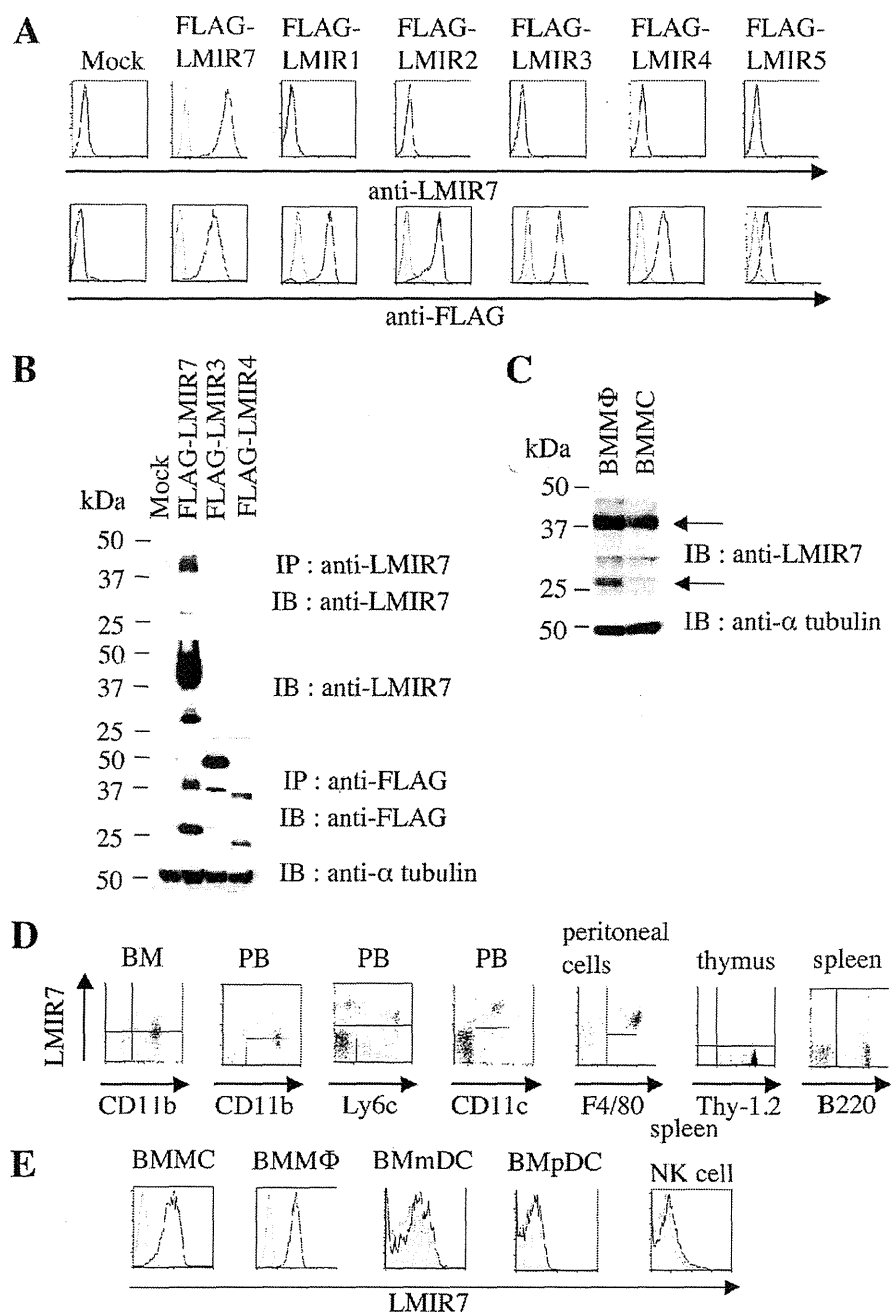 A
Mock FLAG-LMIR7 FLAG-LMIR1 FLAG-LMIR2 FLAG-LMIR3 FLAG-LMIR4 FLAG-LMIR5
anti-LMIR7
anti-FLAG
B
Mock
FLAG-LMIR7
FLAG-LMIR3
FLAG-LMIR4
kDa
50
37
25
IP : anti-LMIR7
IB : anti-LMIR7
50
37
25
IB : anti-LMIR7
50
37
25
IP : anti-FLAG
IB : anti-FLAG
50
IB : anti-α tubulin
C
BMMΦ
BMMC
kDa
50
37
25
IB : anti-LMIR7
50
IB : anti-α tubulin
D
LMIR7
BM PB PB PB peritoneal cells thymus spleen
CD11b CD11b Ly6c CD11c F4/80 Thy-1.2 B220
E
BMMC BMMΦ BMmDC BMpDC spleen NK cell
LMIR7